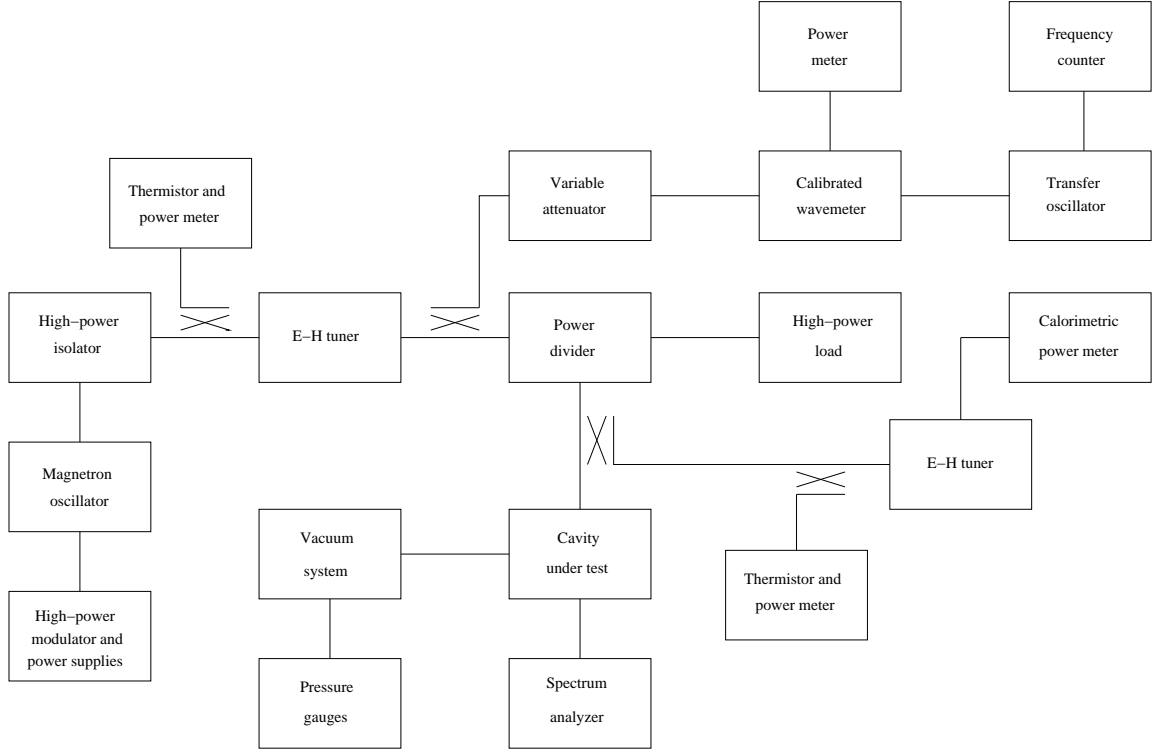 Power
meter
Frequency
counter
Thermistor and
power meter
Variable
attenuator
Calibrated
wavemeter
Transfer
oscillator
High−power
isolator
E−H tuner
Power
divider
High−power
load
Calorimetric
power meter
Magnetron
oscillator
E−H tuner
Vacuum
system
Cavity
under test
Thermistor and
power meter
High−power
modulator and
power supplies
Pressure
gauges
Spectrum
analyzer